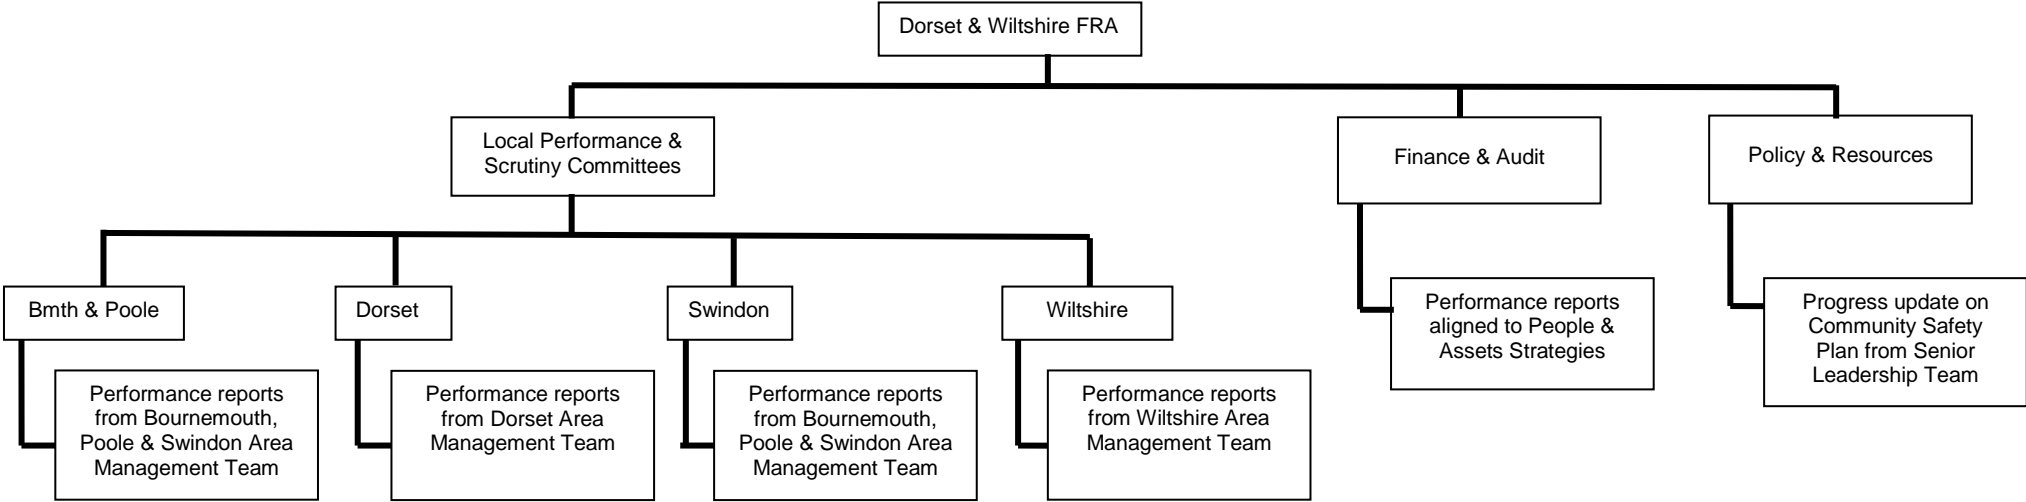 Dorset & Wiltshire FRA
Local Performance &
Scrutiny Committees
Finance & Audit
Policy & Resources
Bmth & Poole
Dorset
Swindon
Wiltshire
Performance reports
aligned to People &
Assets Strategies
Progress update on
Community Safety
Plan from Senior
Leadership Team
Performance reports
from Bournemouth,
Poole & Swindon Area
Management Team
Performance reports
from Dorset Area
Management Team
Performance reports
from Bournemouth,
Poole & Swindon Area
Management Team
Performance reports
from Wiltshire Area
Management Team